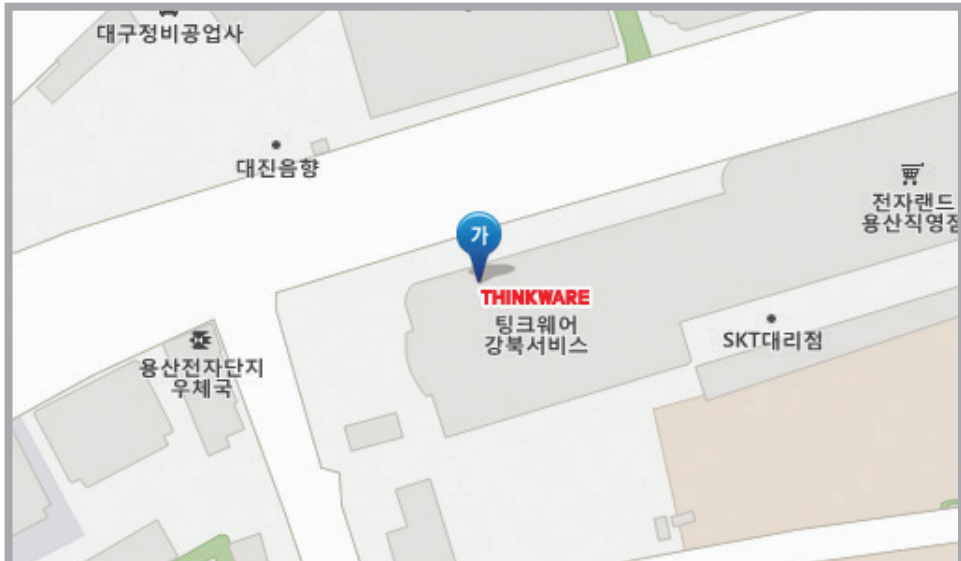 대구정비공업사
대진음향
전자랜드
용산직영점
가
THINKWARE
팅크웨어
강북서비스
SKT대리점
용산전자단지
우체국